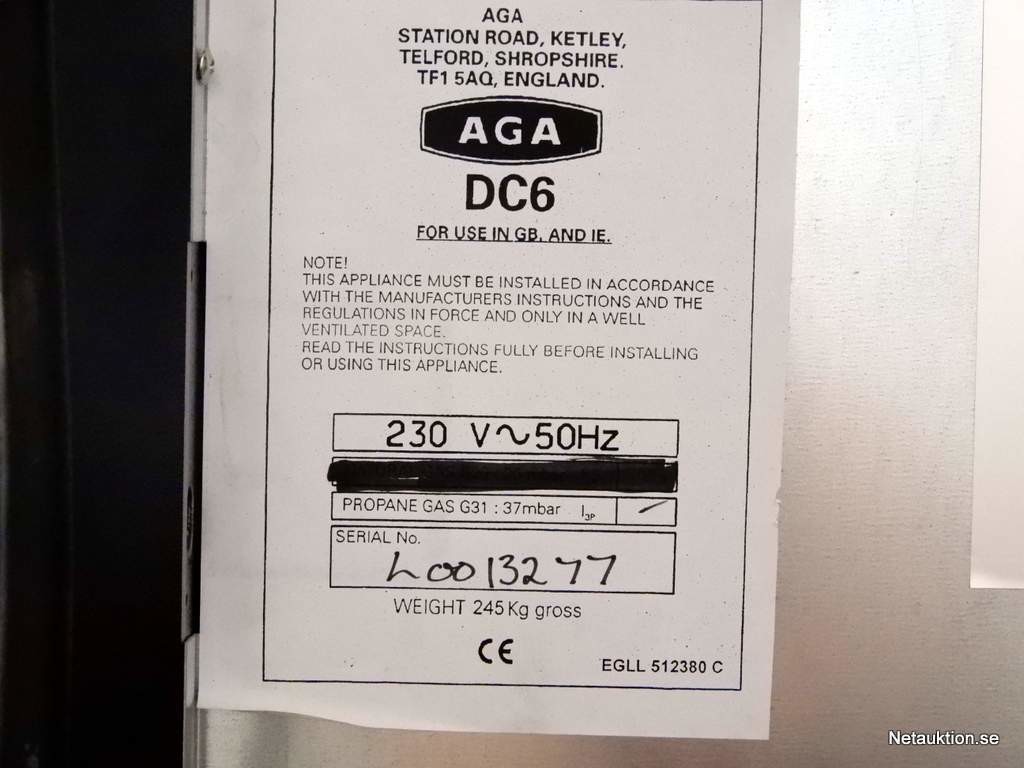 AGA
STATION ROAD, KETLEY,
TELFORD, SHROPSHIRE.
TF1 5AQ, ENGLAND.
AGA
DC6
FOR USE IN GB. AND IE.
NOTE!
THIS APPLIANCE MUST BE INSTALLED IN ACCORDANCE
WITH THE MANUFACTURERS INSTRUCTIONS AND THE
REGULATIONS IN FORCE AND ONLY IN A WELL
VENTILATED SPACE.
READ THE INSTRUCTIONS FULLY BEFORE INSTALLING
OR USING THIS APPLIANCE.
230 V~50Hz
PROPANE GAS G31 : 37mbar I3P
SERIAL No.
L0013277
WEIGHT 245 Kg gross
CE
EGLL 512380 C
Netauktion.se